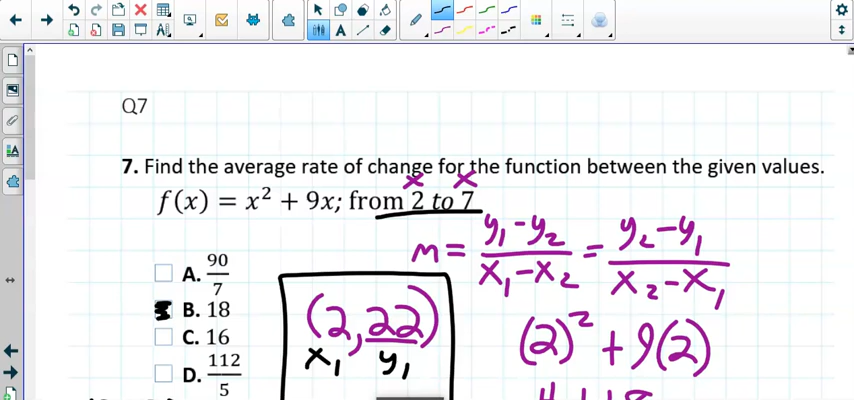 Q7
7. Find the average rate of change for the function between the given values.
x x
f(x) = x² + 9x; from 2 to 7
m = y₁-y₂ / x₁-x₂ = y₂-y₁ / x₂-x₁
A. 90/7
B. 18
C. 16
D. 112/5
(2, 22)
x₁ y₁
(2)² + 9(2)
4 + 18